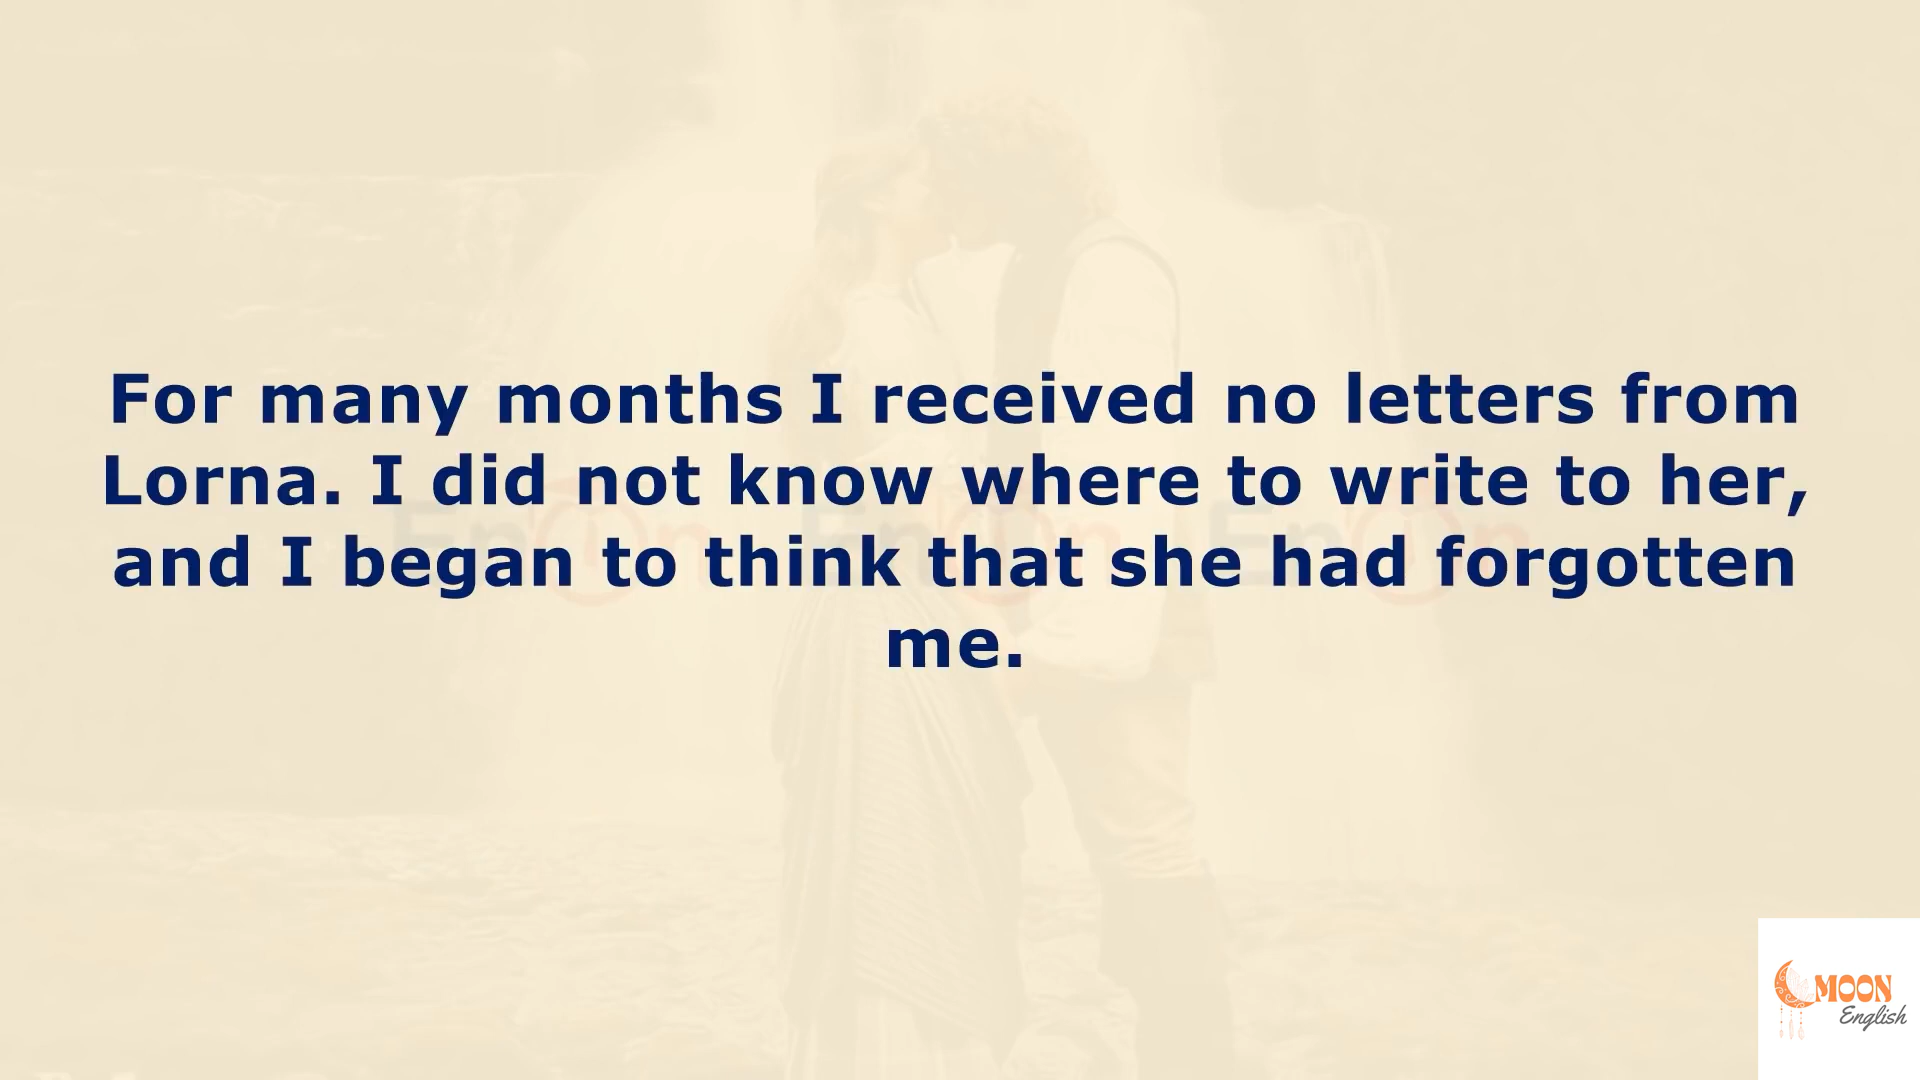 For many months I received no letters from
Lorna. I did not know where to write to her,
and I began to think that she had forgotten
me.
MOON
English